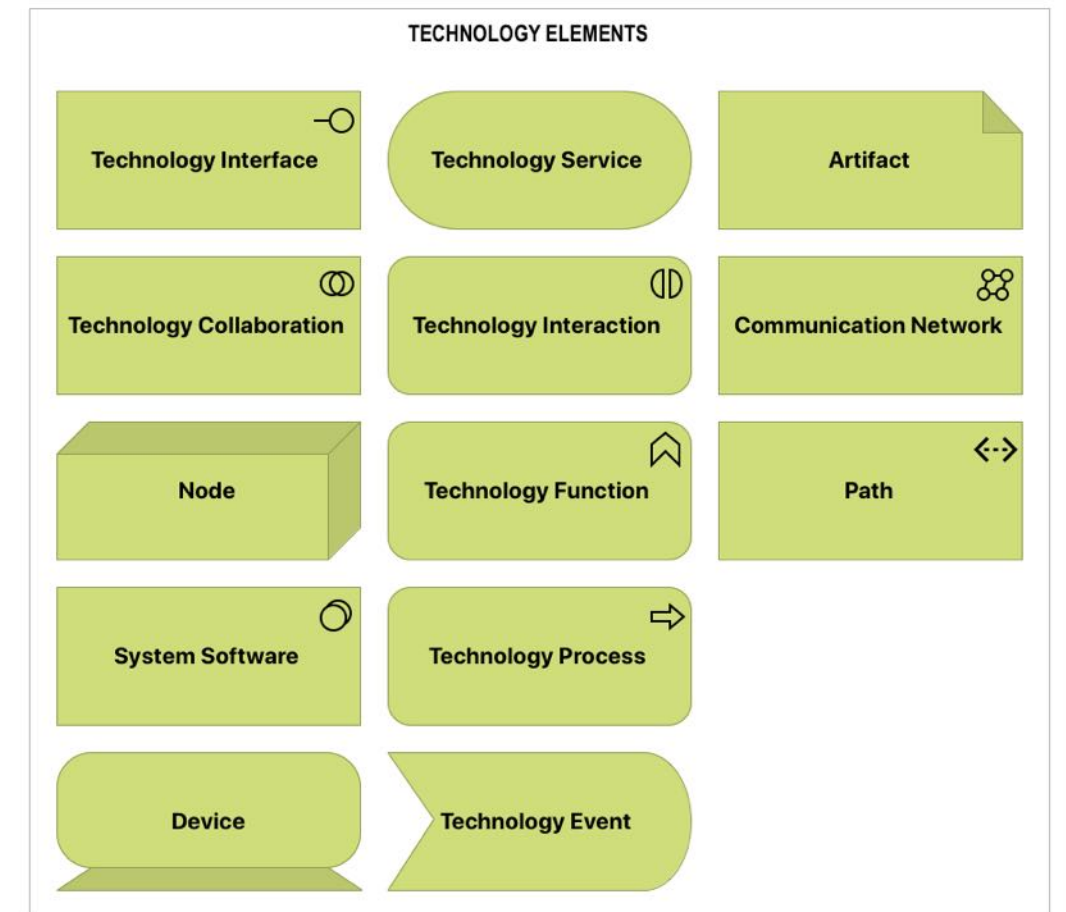 TECHNOLOGY ELEMENTS
Technology Interface
Technology Service
Artifact
Technology Collaboration
Technology Interaction
Communication Network
Node
Technology Function
Path
System Software
Technology Process
Device
Technology Event